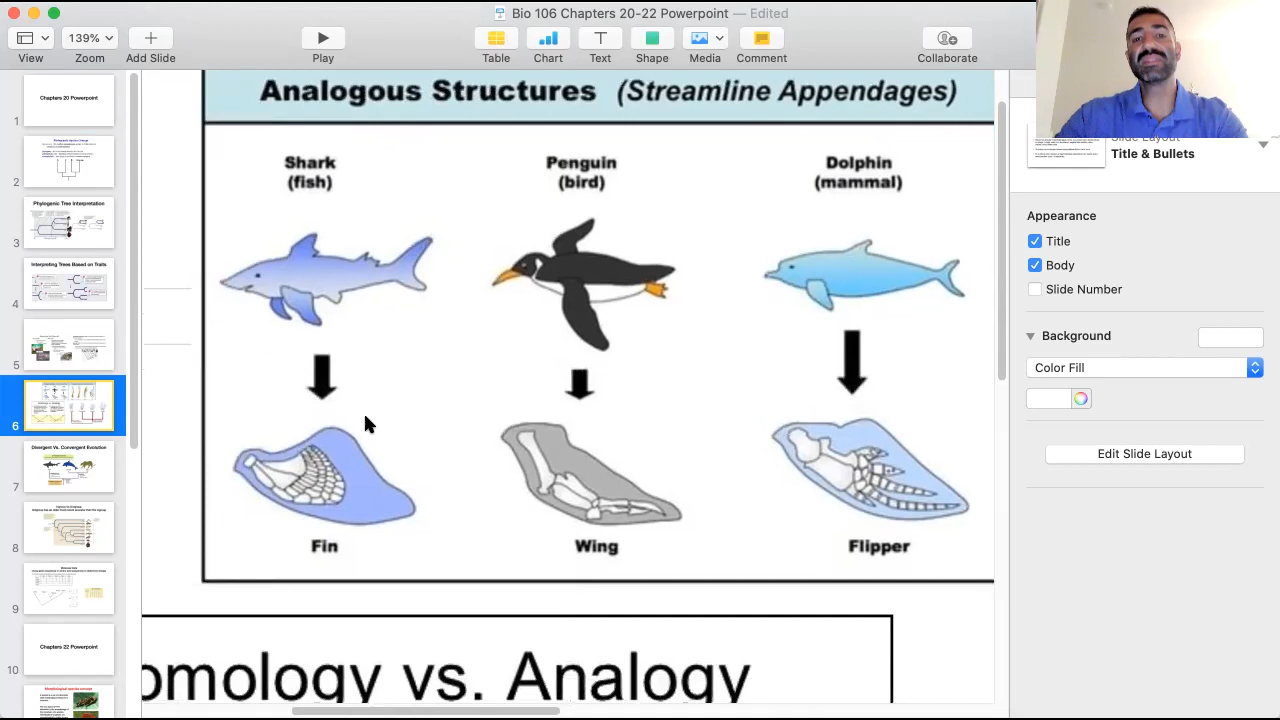 Bio 106 Chapters 20-22 Powerpoint — Edited
139%
View
Zoom
Add Slide
Play
Table
Chart
Text
Shape
Media
Comment
Collaborate
Chapters 20 Powerpoint
1
2
Phylogenic Tree Interpretation
3
Interpreting Trees Based on Traits
4
5
6
Divergent Vs. Convergent Evolution
7
8
9
Chapters 22 Powerpoint
10
Analogous Structures (Streamline Appendages)
Shark
(fish)
Penguin
(bird)
Dolphin
(mammal)
Fin
Wing
Flipper
omology vs. Analogy
Slide Layout
Title & Bullets
Appearance
Title
Body
Slide Number
Background
Color Fill
Edit Slide Layout